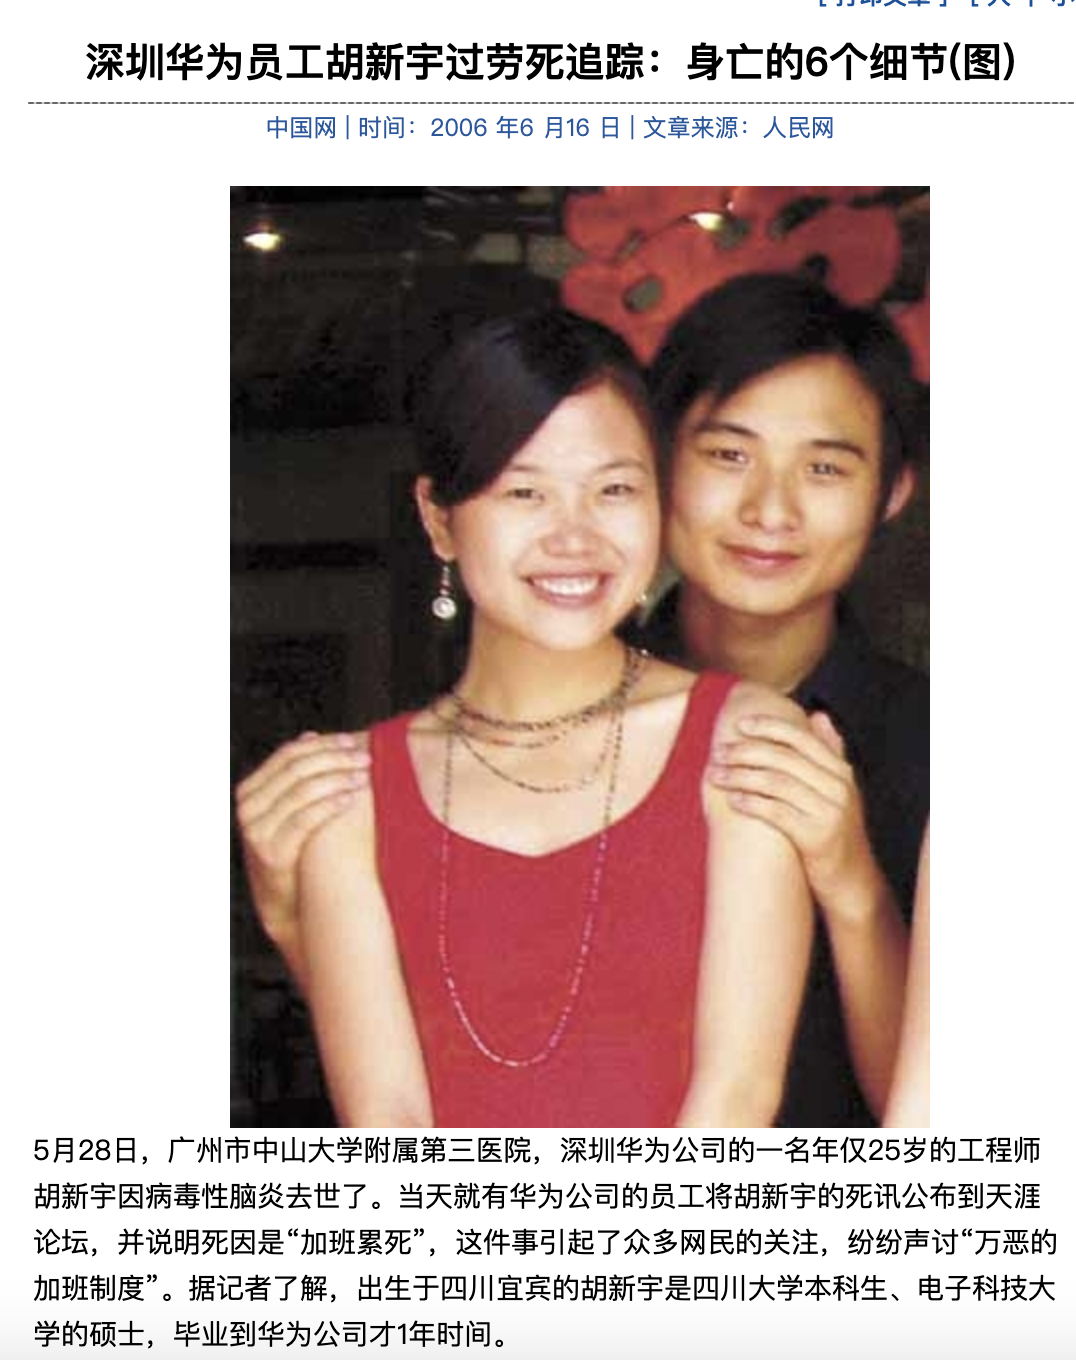 深圳华为员工胡新宇过劳死追踪：身亡的6个细节(图)
中国网 | 时间：2006 年6 月16 日 | 文章来源：人民网
5月28日，广州市中山大学附属第三医院，深圳华为公司的一名年仅25岁的工程师
胡新宇因病毒性脑炎去世了。当天就有华为公司的员工将胡新宇的死讯公布到天涯
论坛，并说明死因是“加班累死”，这件事引起了众多网民的关注，纷纷声讨“万恶的
加班制度”。据记者了解，出生于四川宜宾的胡新宇是四川大学本科生、电子科技大
学的硕士，毕业到华为公司才1年时间。